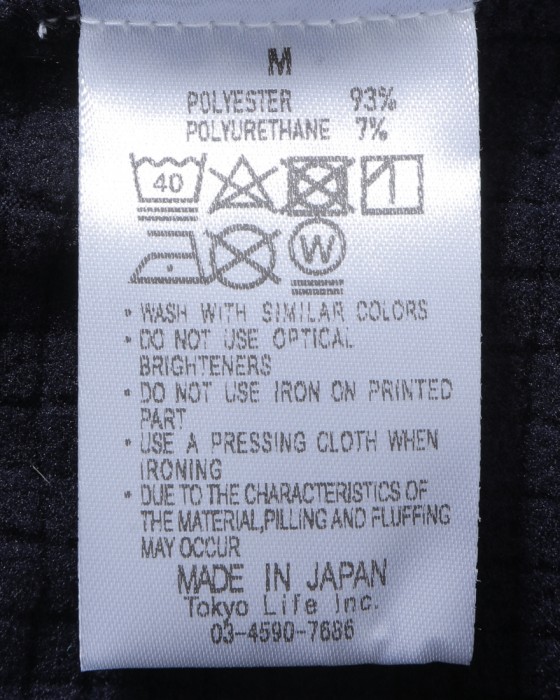 M
POLYESTER 93%
POLYURETHANE 7%
40
W
• WASH WITH SIMILAR COLORS
• DO NOT USE OPTICAL
BRIGHTENERS
• DO NOT USE IRON ON PRINTED
PART
• USE A PRESSING CLOTH WHEN
IRONING
• DUE TO THE CHARACTERISTICS OF
THE MATERIAL,PILLING AND FLUFFING
MAY OCCUR
MADE IN JAPAN
Tokyo Life Inc.
03-4590-7686